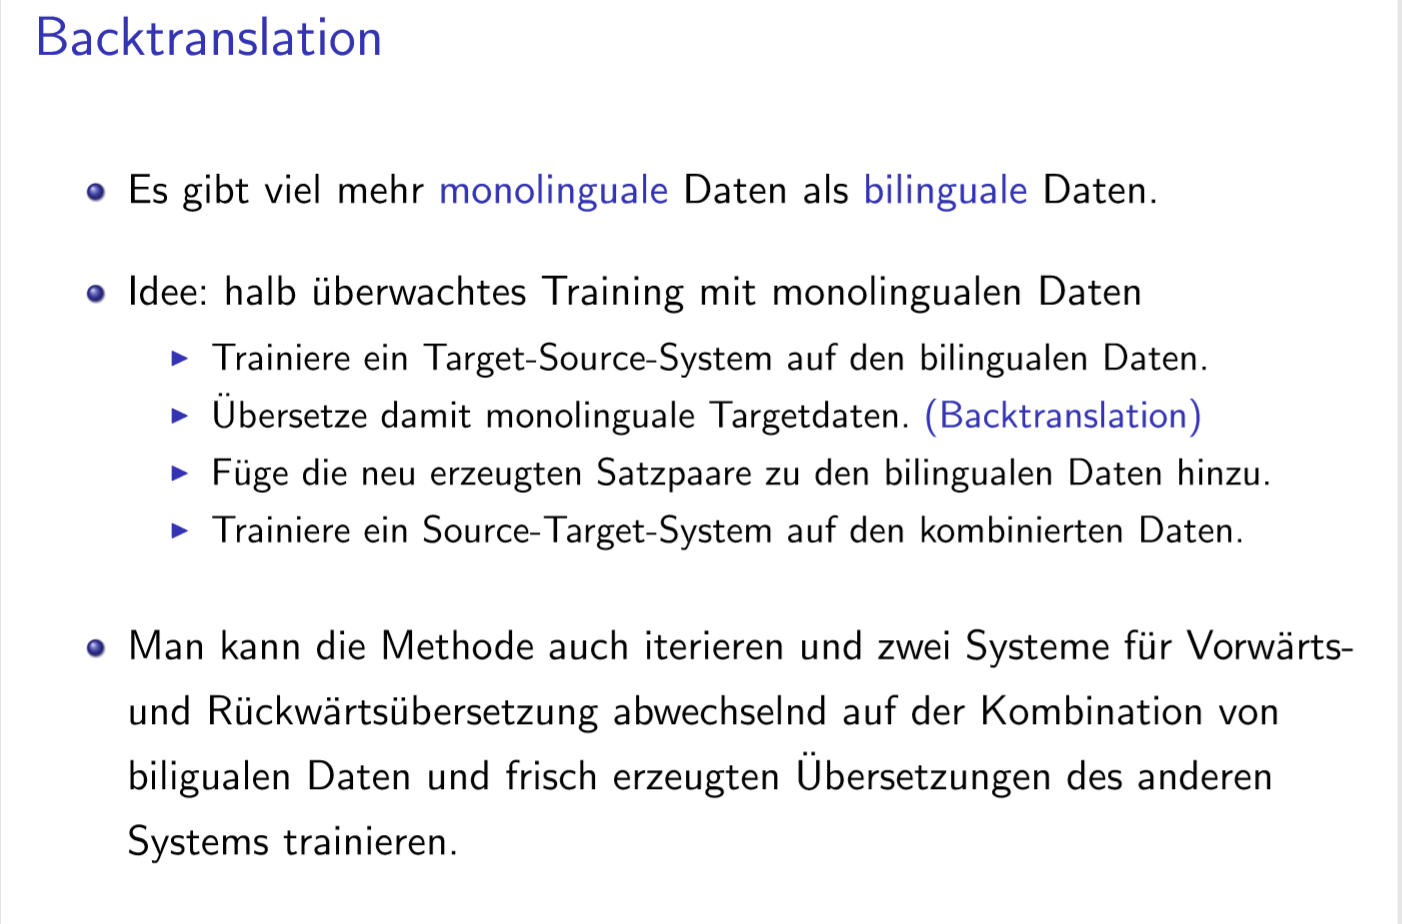 Backtranslation
Es gibt viel mehr monolinguale Daten als bilinguale Daten.
Idee: halb überwachtes Training mit monolingualen Daten
Trainiere ein Target-Source-System auf den bilingualen Daten.
Übersetze damit monolinguale Targetdaten. (Backtranslation)
Füge die neu erzeugten Satzpaare zu den bilingualen Daten hinzu.
Trainiere ein Source-Target-System auf den kombinierten Daten.
Man kann die Methode auch iterieren und zwei Systeme für Vorwärts-
und Rückwärtsübersetzung abwechselnd auf der Kombination von
biligualen Daten und frisch erzeugten Übersetzungen des anderen
Systems trainieren.